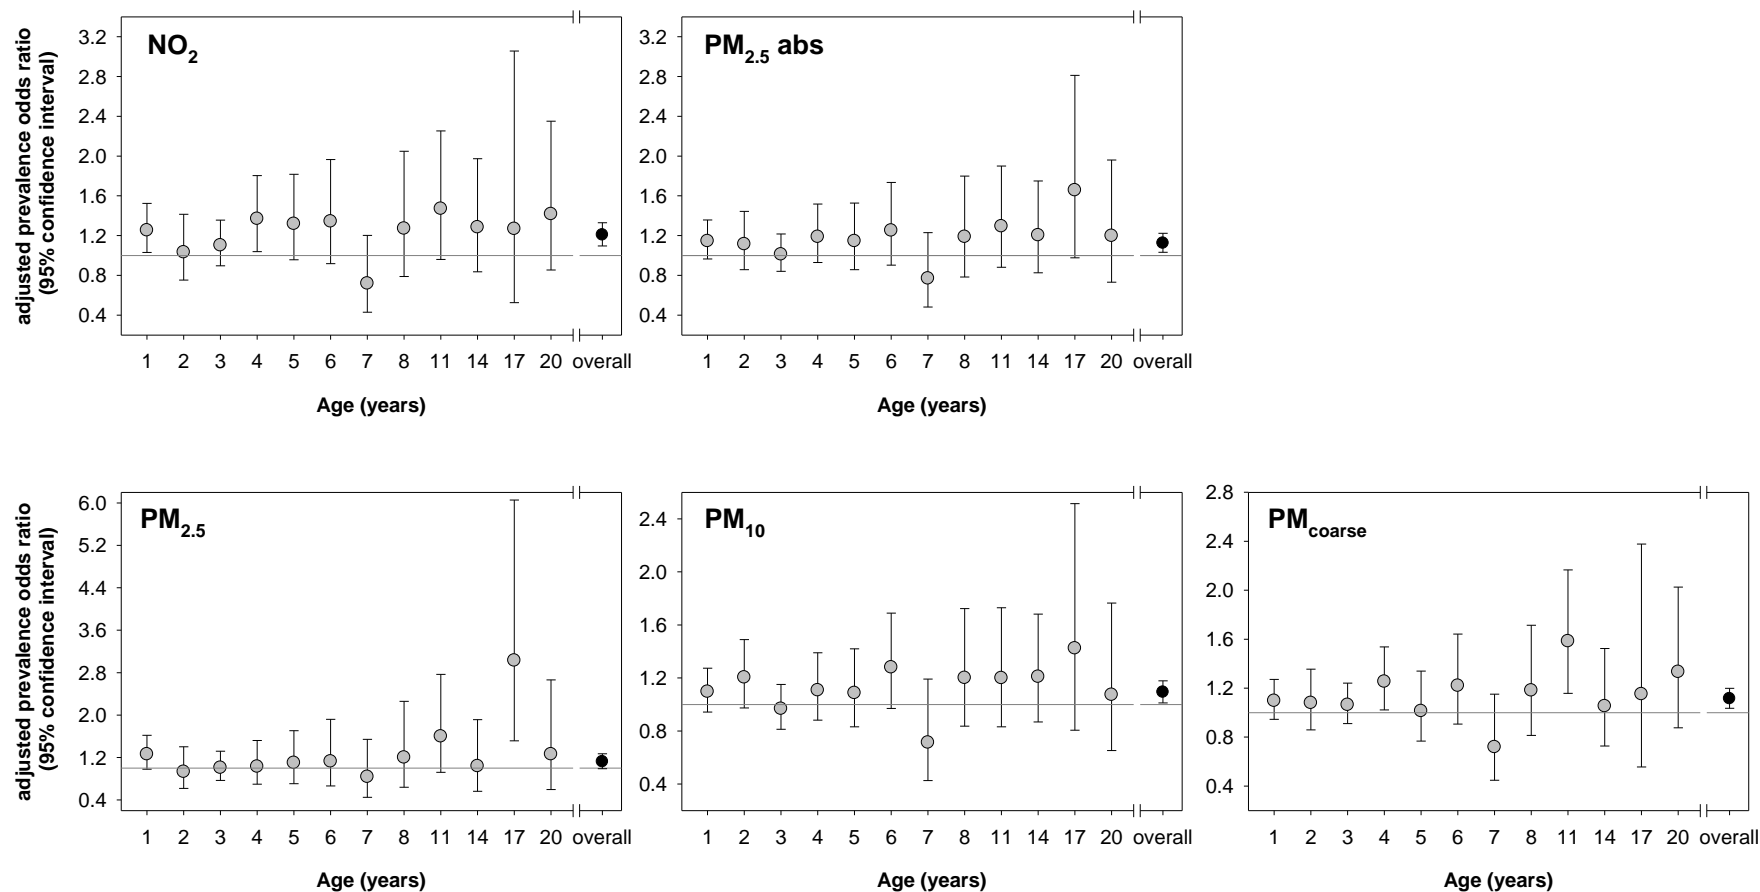 adjusted prevalence odds ratio
(95% confidence interval)
NO2
3.2
2.8
2.4
2.0
1.6
1.2
0.8
0.4
1 2 3 4 5 6 7 8 11 14 17 20 overall
Age (years)
PM2.5 abs
3.2
2.8
2.4
2.0
1.6
1.2
0.8
0.4
1 2 3 4 5 6 7 8 11 14 17 20 overall
Age (years)
adjusted prevalence odds ratio
(95% confidence interval)
PM2.5
6.0
5.2
4.4
3.6
2.8
2.0
1.2
0.4
1 2 3 4 5 6 7 8 11 14 17 20 overall
Age (years)
PM10
2.4
2.0
1.6
1.2
0.8
0.4
1 2 3 4 5 6 7 8 11 14 17 20 overall
Age (years)
PMcoarse
2.8
2.4
2.0
1.6
1.2
0.8
0.4
1 2 3 4 5 6 7 8 11 14 17 20 overall
Age (years)